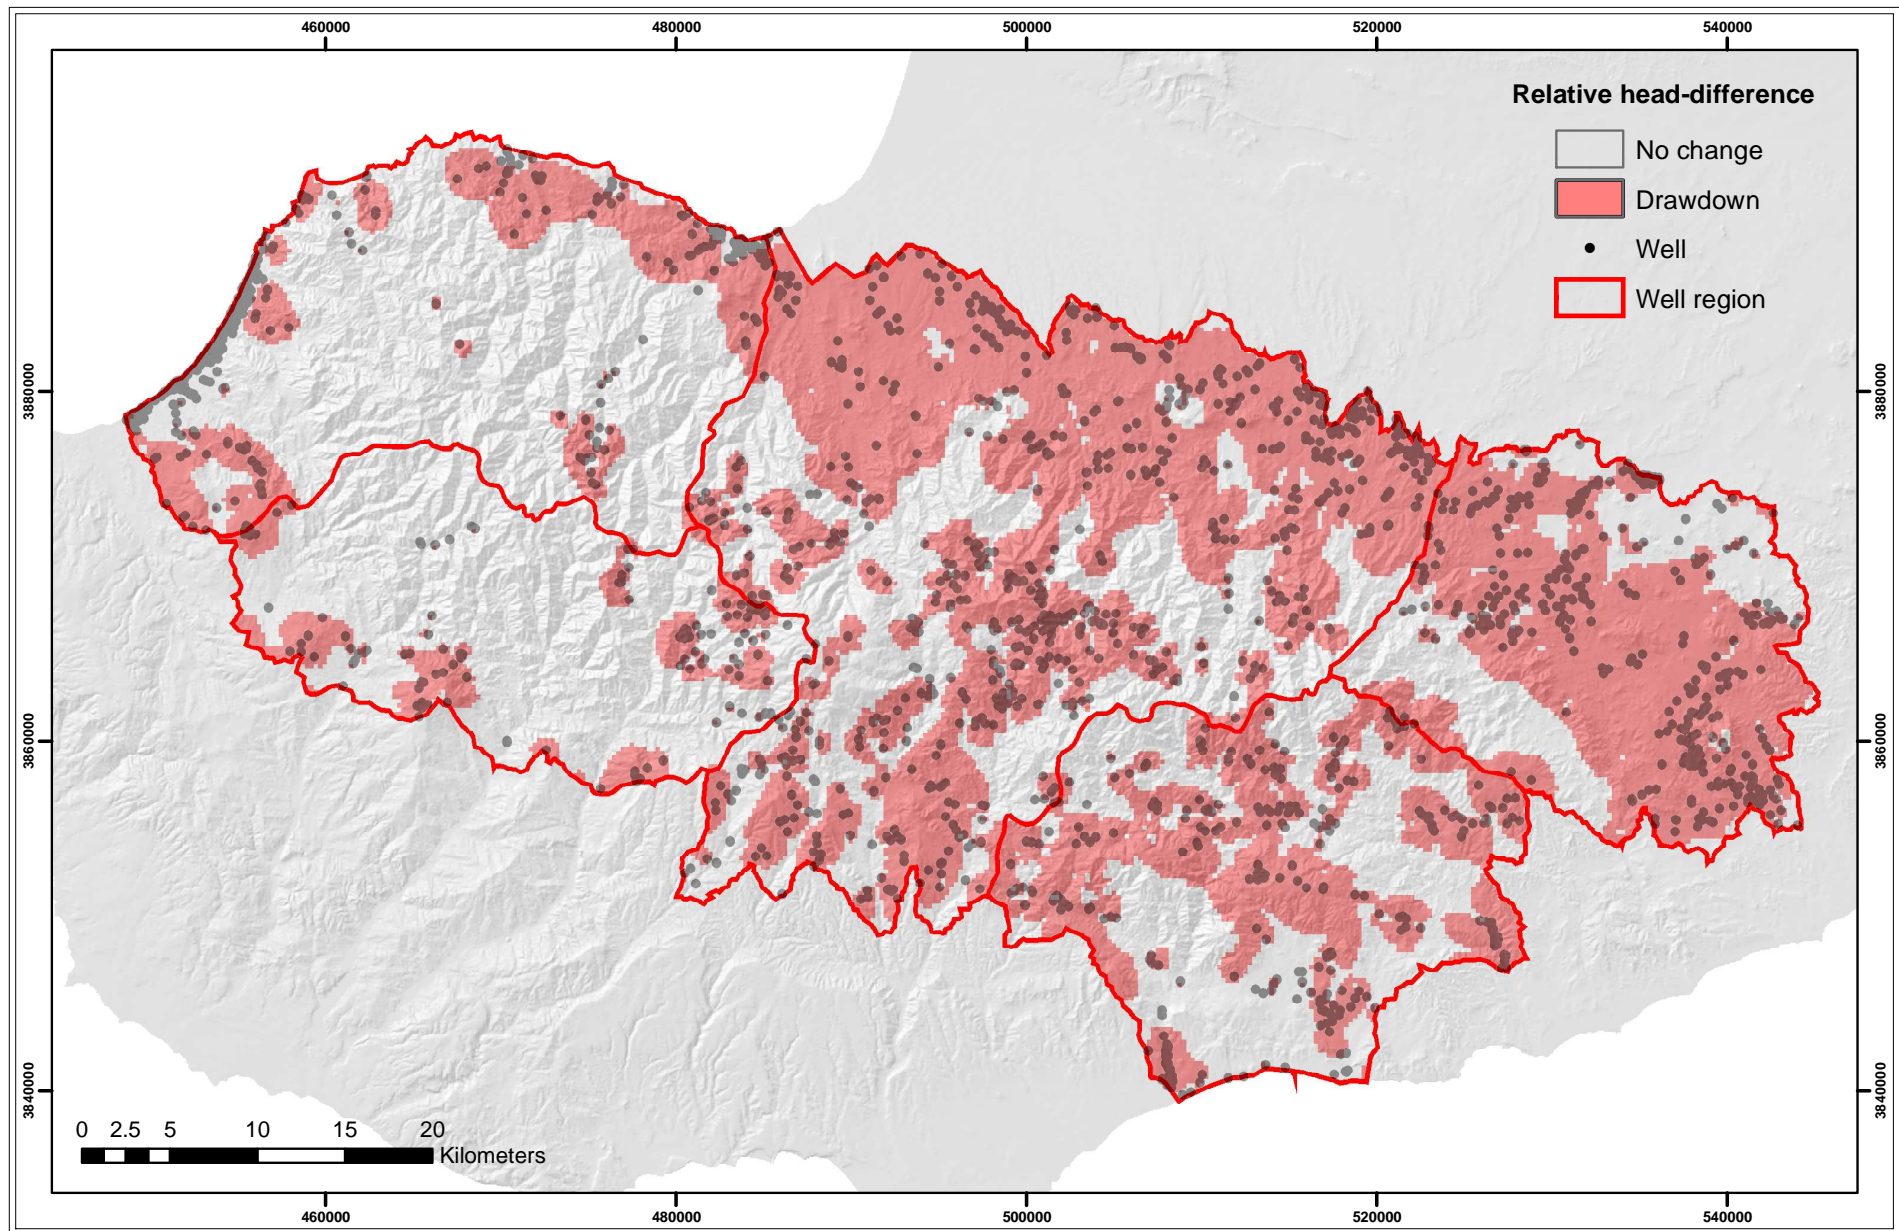 460000 480000 500000 520000 540000
Relative head-difference
No change
Drawdown
Well
Well region
3880000 3880000
3860000 3860000
3840000 3840000
0 2.5 5 10 15 20
Kilometers
460000 480000 500000 520000 540000